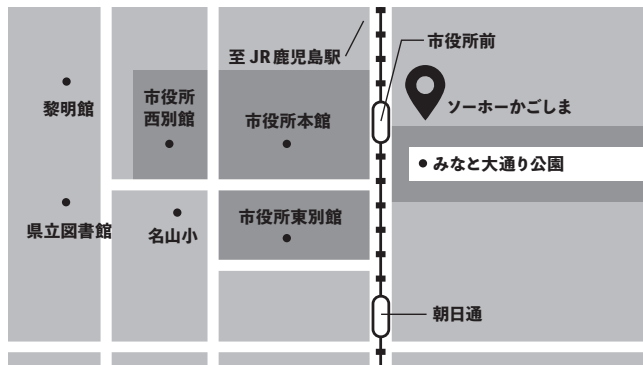 市役所前
至 JR 鹿児島駅
黎明館
市役所
西別館
市役所本館
ソーホーかごしま
みなと大通り公園
県立図書館
名山小
市役所東別館
朝日通